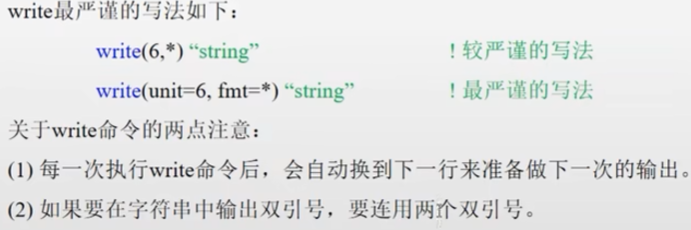 write最严谨的写法如下：
write(6,*) “string” ! 较严谨的写法
write(unit=6, fmt=*) “string” ! 最严谨的写法
关于write命令的两点注意：
(1) 每一次执行write命令后，会自动换到下一行来准备做下一次的输出。
(2) 如果要在字符串中输出双引号，要连用两个双引号。